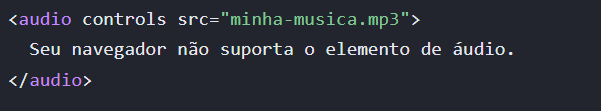 <audio controls src="minha-musica.mp3">
  Seu navegador não suporta o elemento de áudio.
</audio>